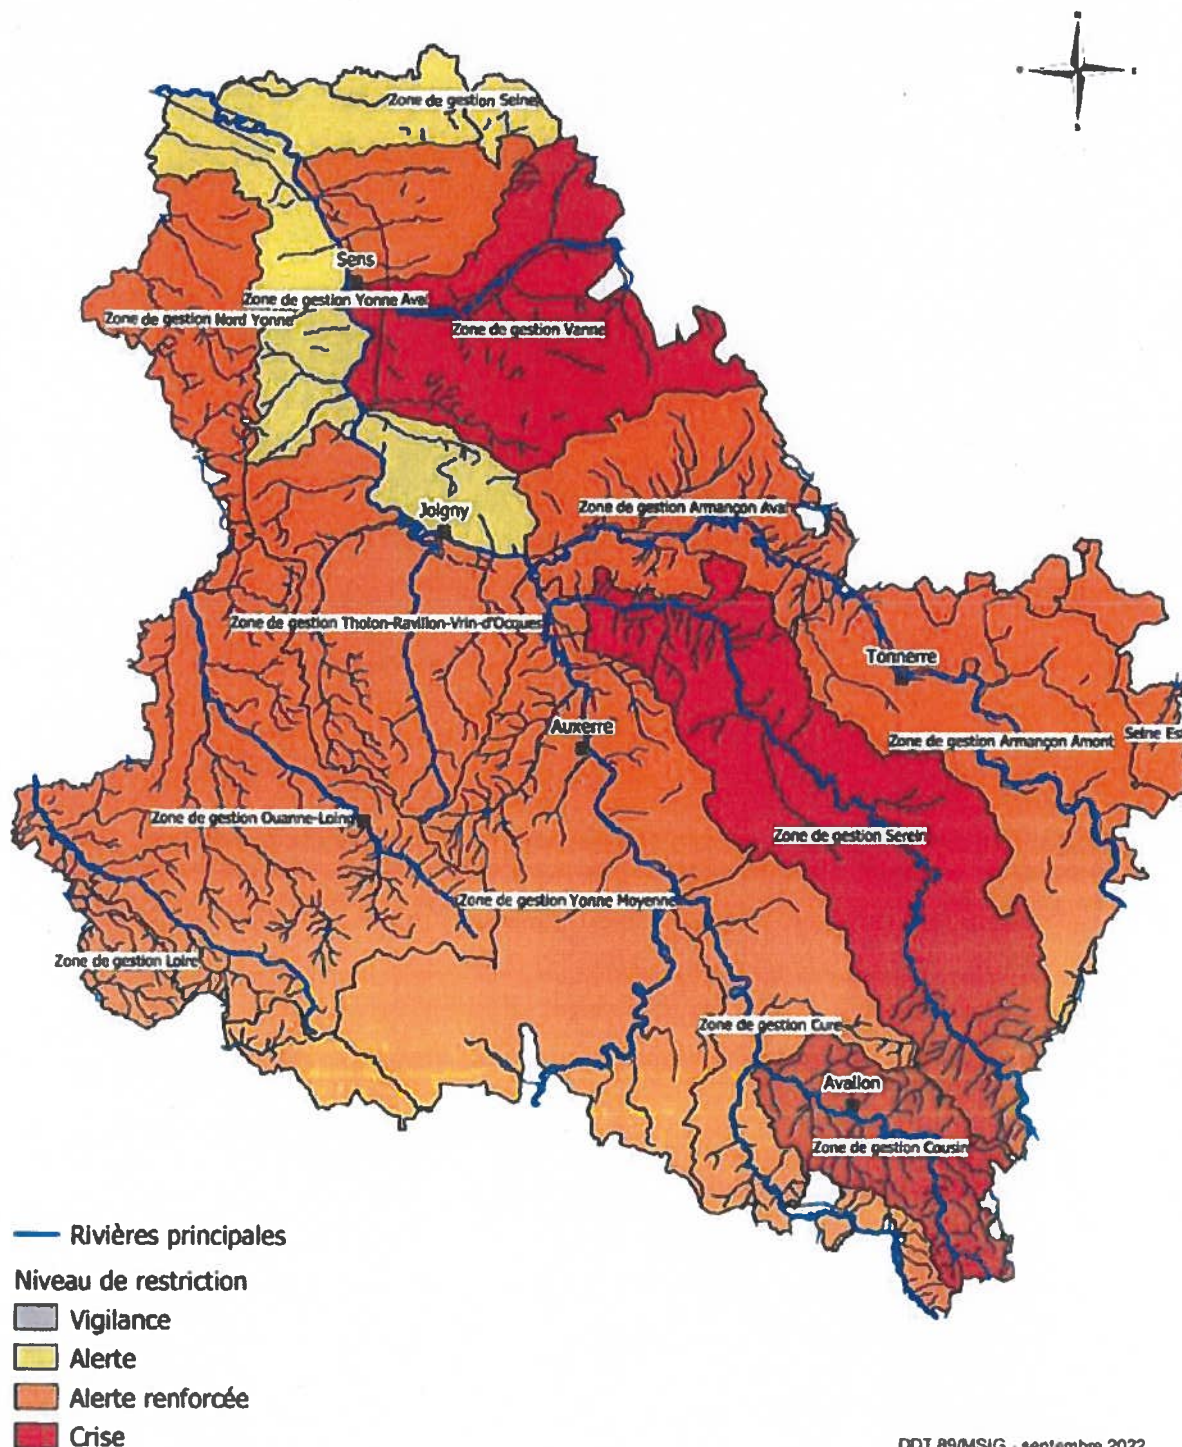 N
O
E
S
Zone de gestion Seine
Sens
Zone de gestion Yonne Aval
Zone de gestion Nord Yonne
Zone de gestion Vanne
Zone de gestion Armançon Aval
Joigny
Zone de gestion Tholon-Ravillon-Vrin-d'Ocques
Tonnerre
Auxerre
Zone de gestion Armançon Amont
Seine Est
Zone de gestion Ouanne-Loing
Zone de gestion Serein
Zone de gestion Yonne Moyenne
Zone de gestion Loire
Zone de gestion Cure
Avallon
Zone de gestion Cousin
Rivières principales
Niveau de restriction
Vigilance
Alerte
Alerte renforcée
Crise
DDT 89/MSIG - septembre 2022